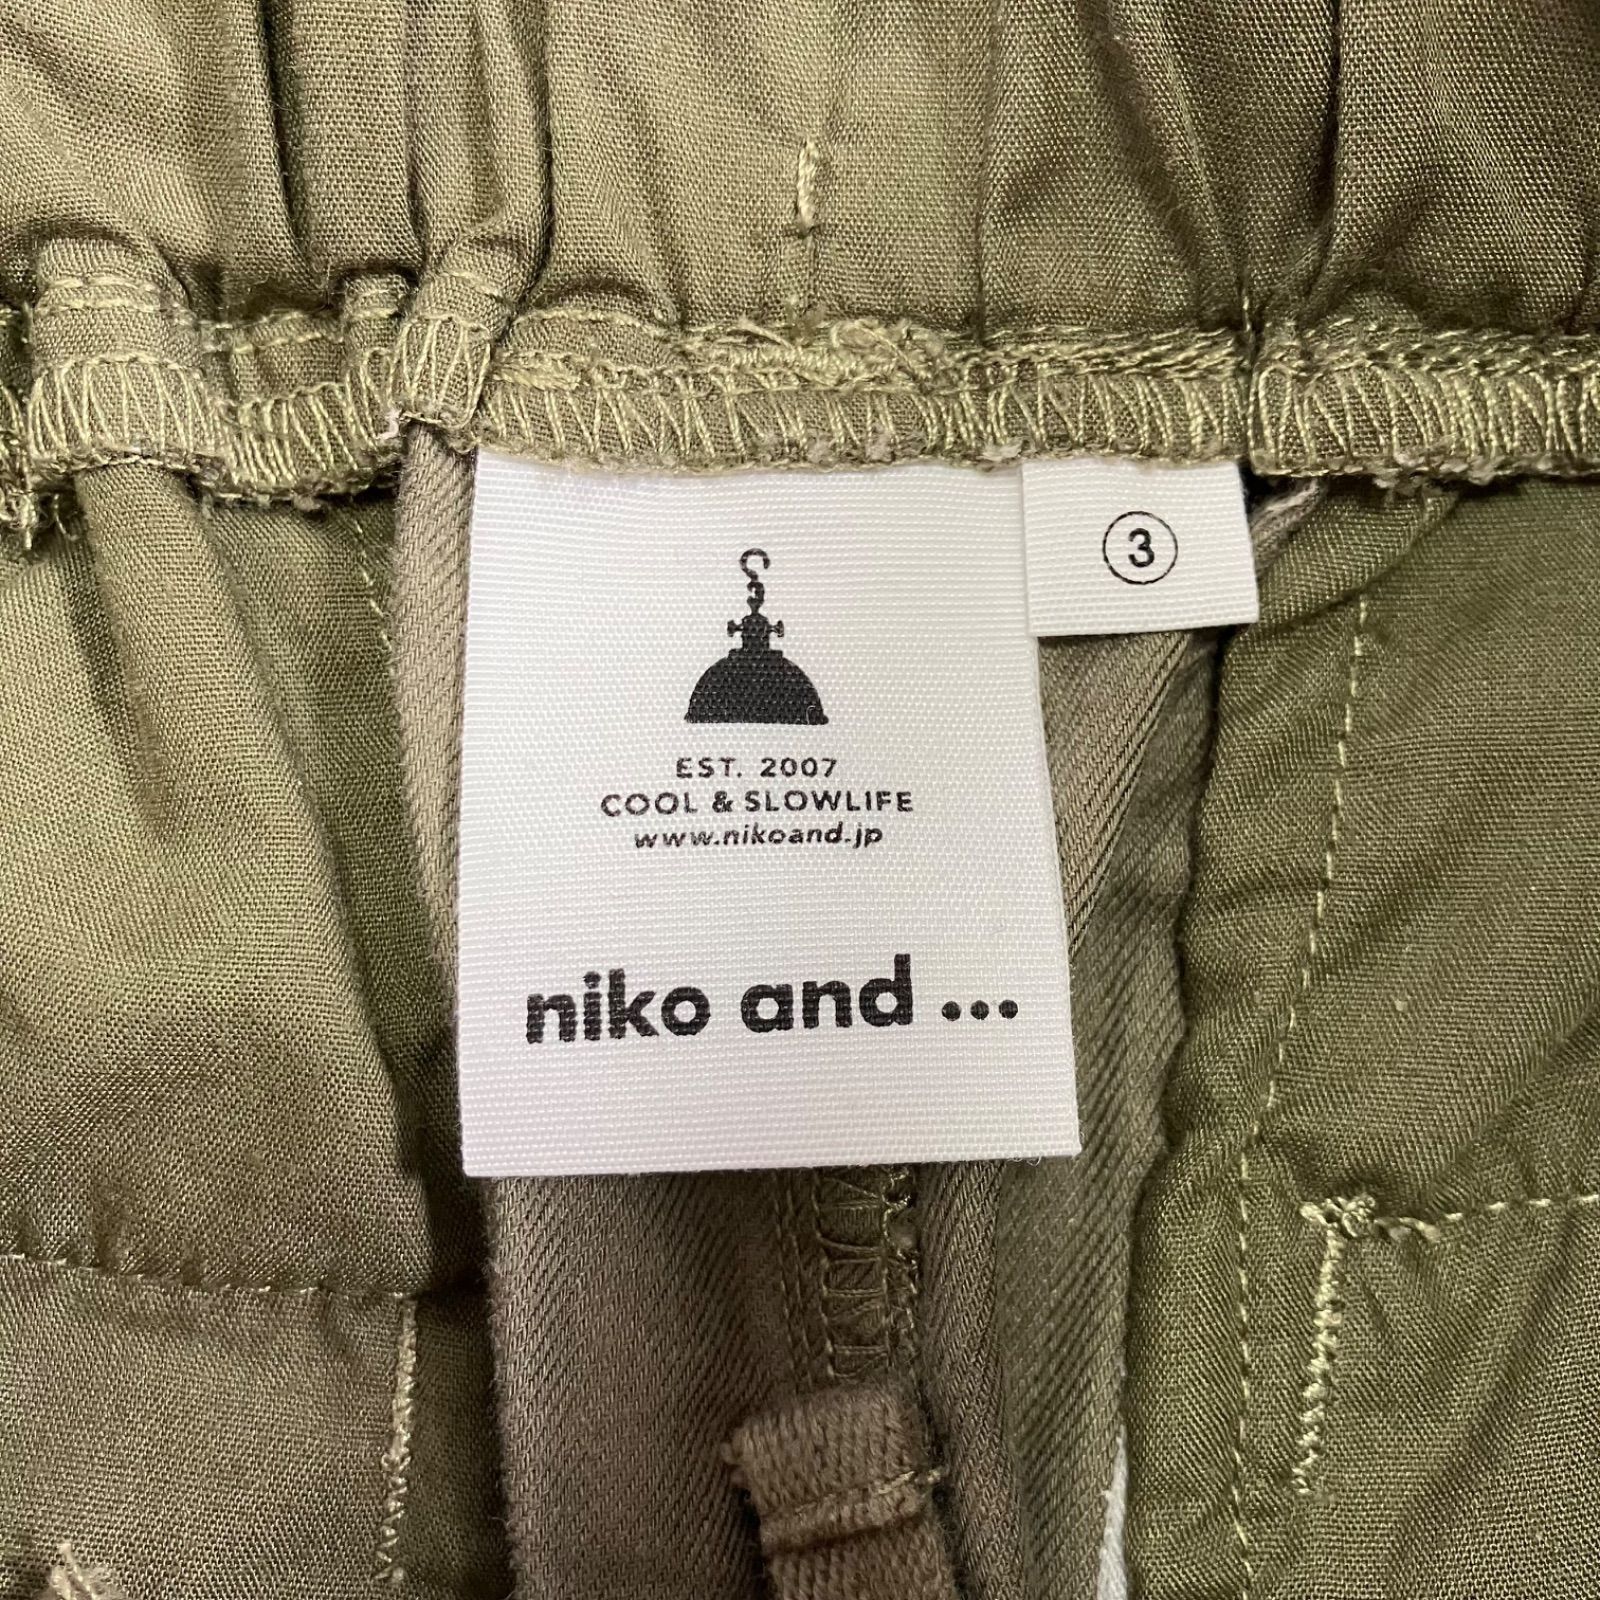 ③
EST. 2007
COOL & SLOWLIFE
www.nikoand.jp
niko and ...